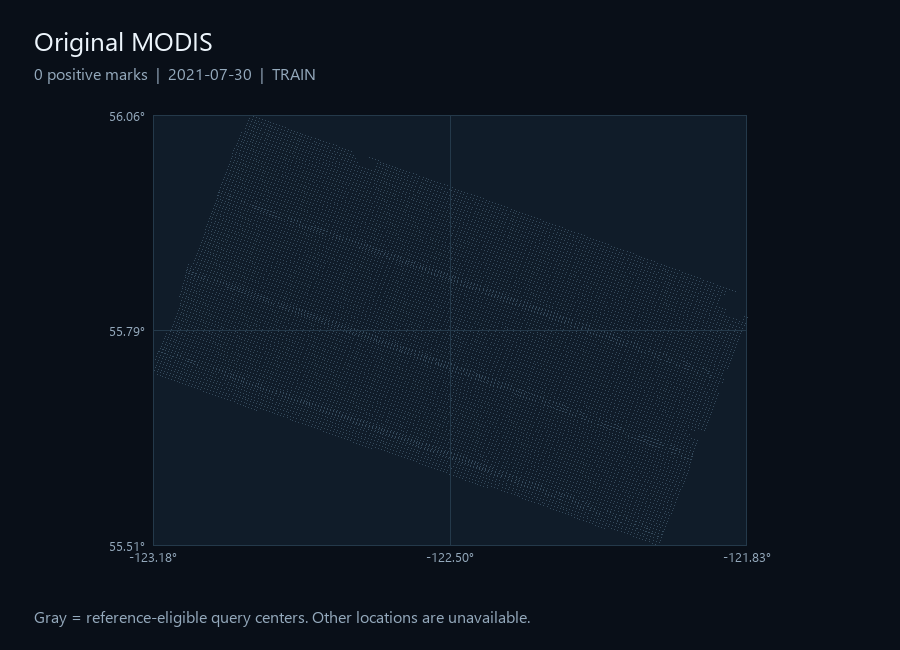 Original MODIS
0 positive marks | 2021-07-30 | TRAIN
56.06°
55.79°
55.51°
-123.18°
-122.50°
-121.83°
Gray = reference-eligible query centers. Other locations are unavailable.